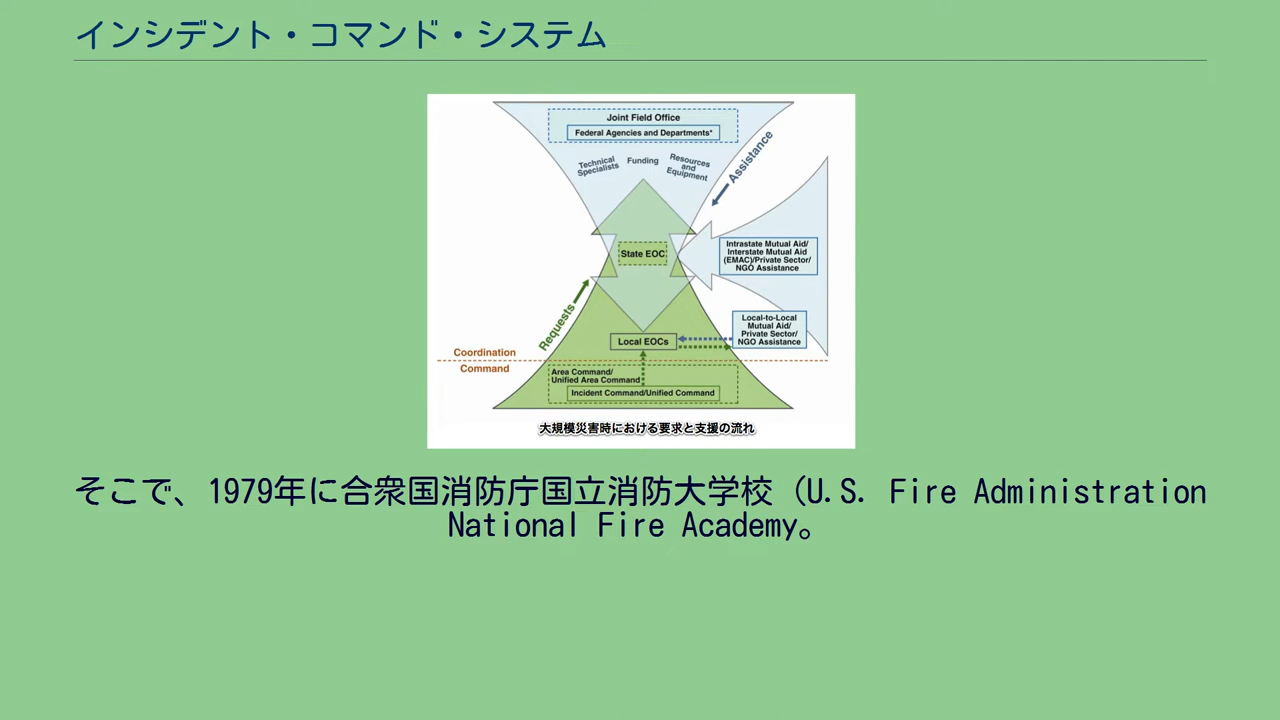 インシデント・コマンド・システム
Joint Field Office
Federal Agencies and Departments*
Technical
Specialists
Funding
Resources
and
Equipment
Assistance
State EOC
Intrastate Mutual Aid/
Interstate Mutual Aid
(EMAC)/Private Sector/
NGO Assistance
Requests
Local-to-Local
Mutual Aid/
Private Sector/
NGO Assistance
Local EOCs
Coordination
Command
Area Command/
Unified Area Command
Incident Command/Unified Command
大規模災害時における要求と支援の流れ
そこで、1979年に合衆国消防庁国立消防大学校（U.S. Fire Administration
National Fire Academy。